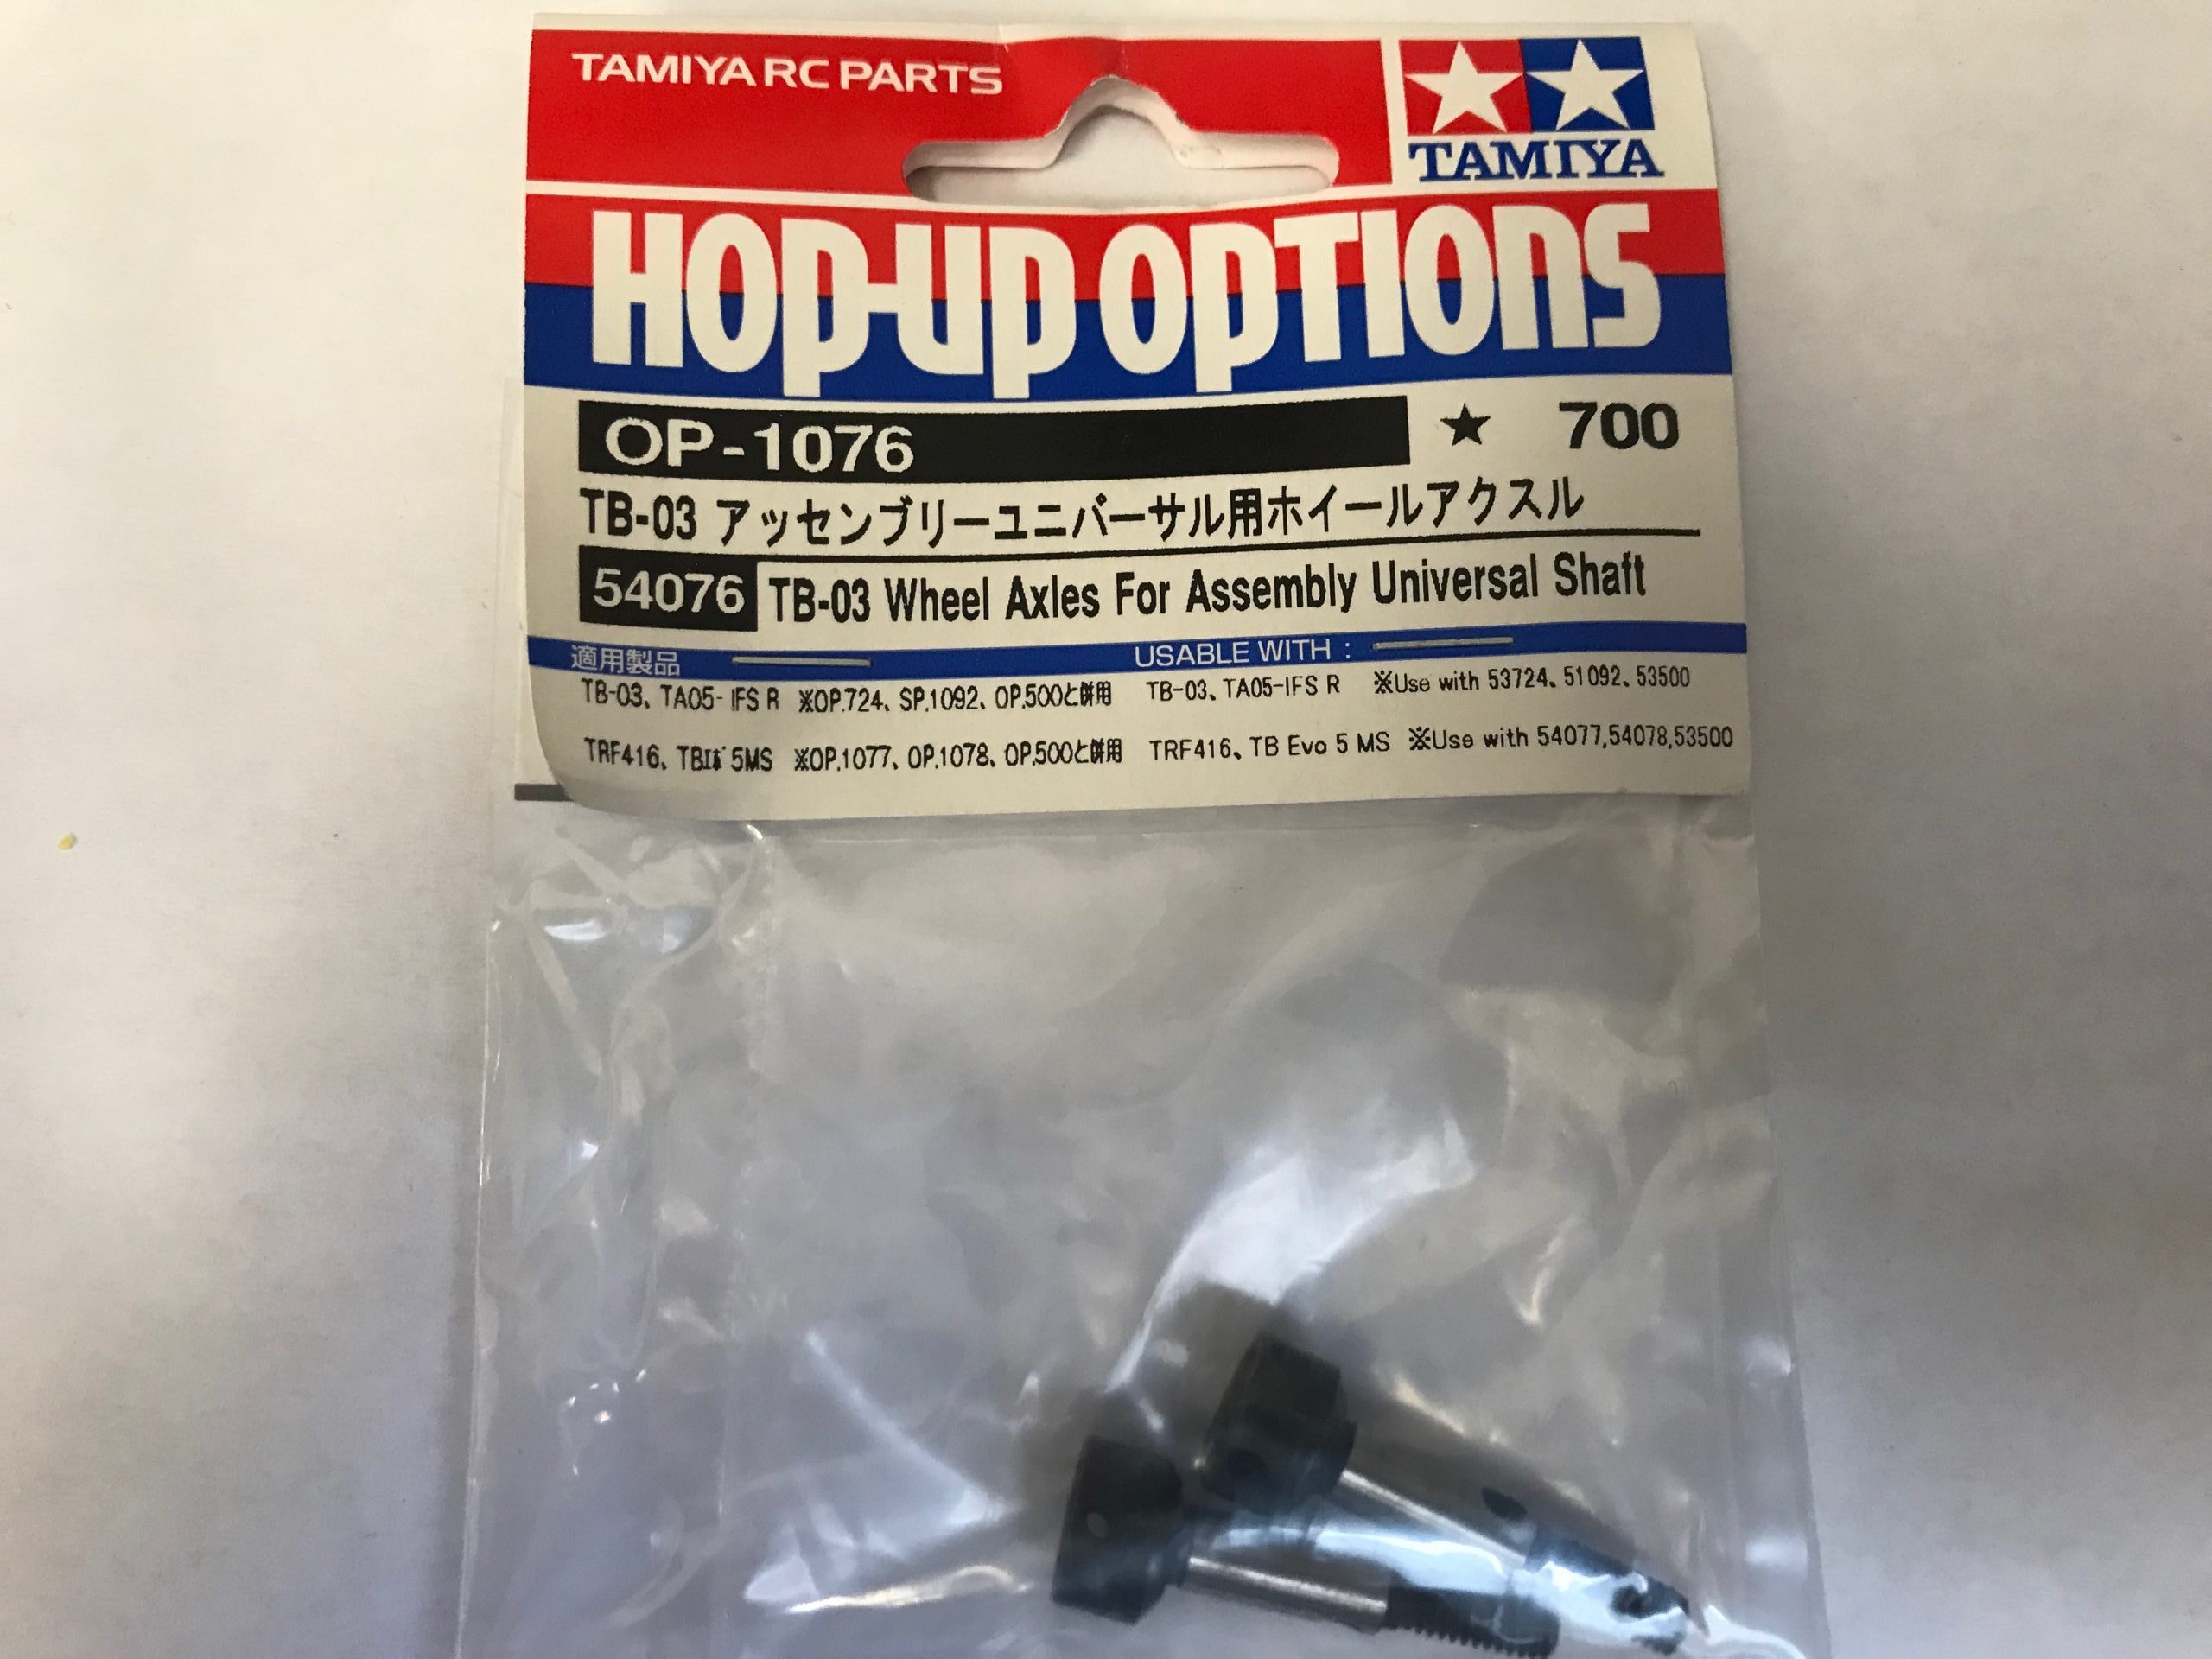 TAMIYA RC PARTS
TAMIYA
HOP-UP OPTIONS
OP-1076 ★ 700
TB-03 アッセンブリーユニバーサル用ホイールアクスル
54076 TB-03 Wheel Axles For Assembly Universal Shaft
適用製品 USABLE WITH :
TB-03、TA05-IFS R ※OP.724、SP.1092、OP.500と併用 TB-03、TA05-IFS R ※Use with 53724、51092、53500
TRF416、TBエボ 5MS ※OP.1077、OP.1078、OP.500と併用 TRF416、TB Evo 5 MS ※Use with 54077,54078,53500